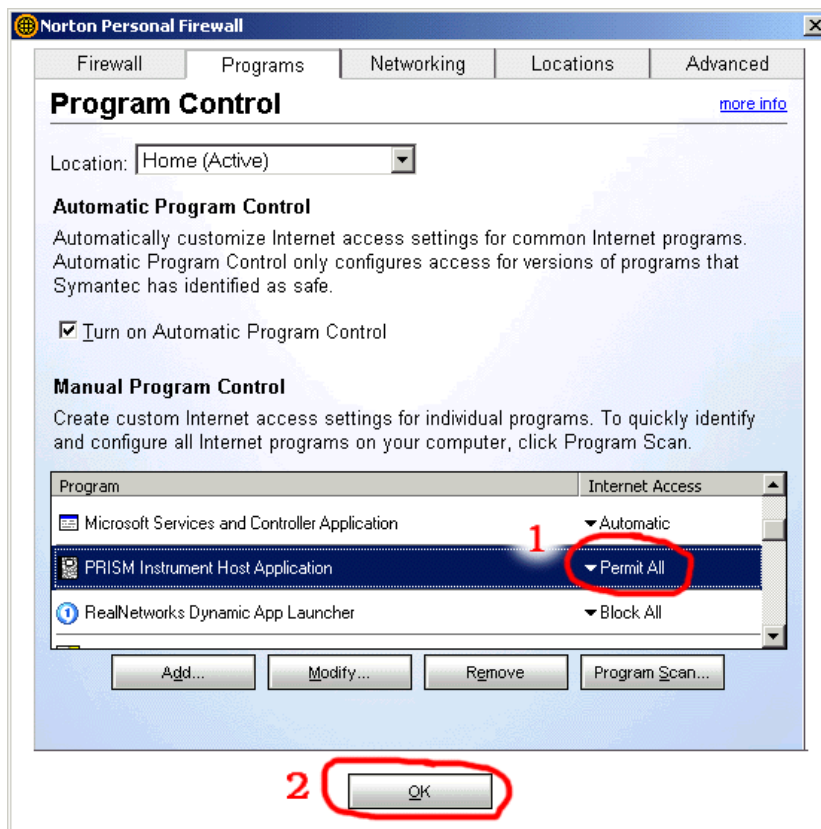 Norton Personal Firewall
Firewall Programs Networking Locations Advanced
Program Control more info
Location: Home (Active)
Automatic Program Control
Automatically customize Internet access settings for common Internet programs.
Automatic Program Control only configures access for versions of programs that
Symantec has identified as safe.
Turn on Automatic Program Control
Manual Program Control
Create custom Internet access settings for individual programs. To quickly identify
and configure all Internet programs on your computer, click Program Scan.
Program Internet Access
Microsoft Services and Controller Application Automatic
1
PRISM Instrument Host Application Permit All
RealNetworks Dynamic App Launcher Block All
Add... Modify... Remove Program Scan...
2 OK